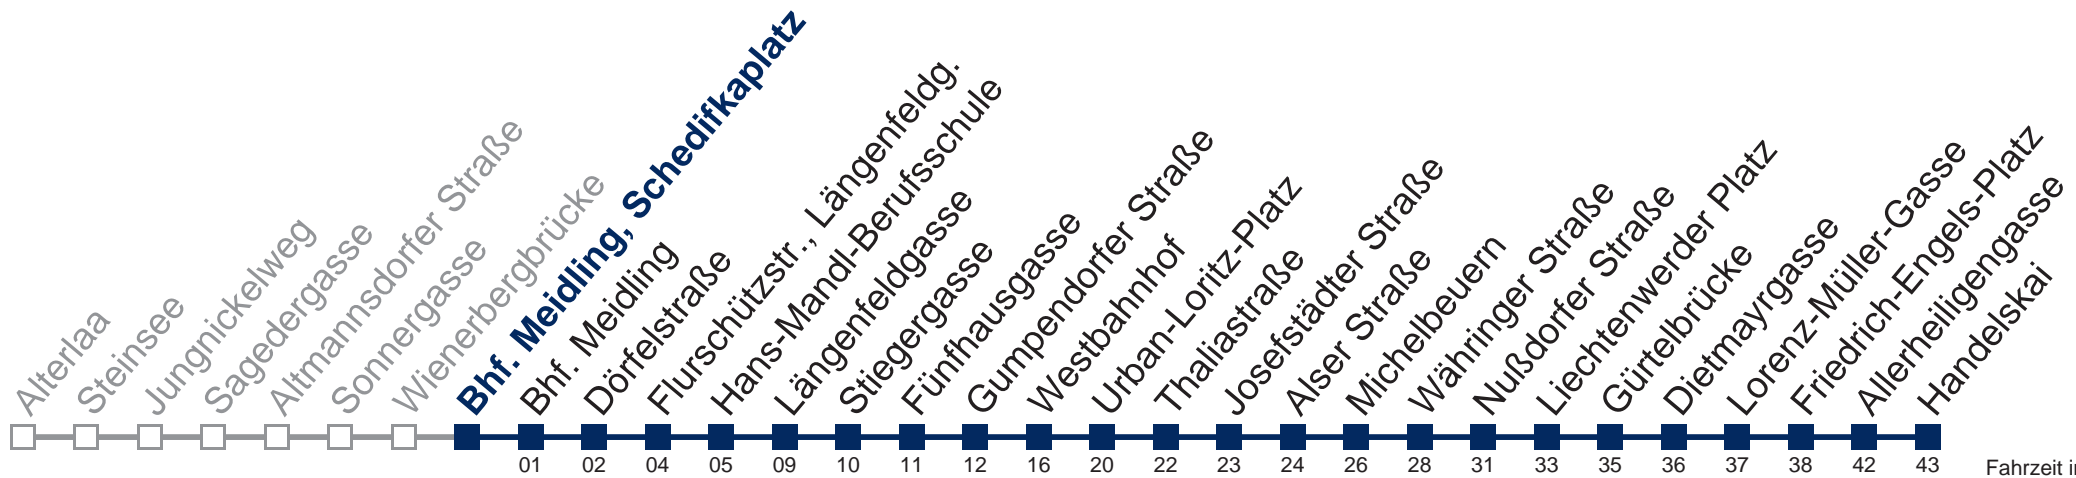 Alterlaa
Steinsee
Jungnickelweg
Sagedergasse
Altmannsdorfer Straße
Sonnergasse
Wienerbergbrücke
Bhf. Meidling, Schedifkaplatz
Bhf. Meidling
Dörfelstraße
Flurschützstr., Längenfeldg.
Hans-Mandl-Berufsschule
Längenfeldgasse
Stiegergasse
Fünfhausgasse
Gumpendorfer Straße
Westbahnhof
Urban-Loritz-Platz
Thaliastraße
Josefstädter Straße
Alser Straße
Michelbeuern
Währinger Straße
Nußdorfer Straße
Liechtenwerder Platz
Gürtelbrücke
Dietmayrgasse
Lorenz-Müller-Gasse
Friedrich-Engels-Platz
Allerheiligengasse
Handelskai
01 02 04 05 09 10 11 12 16 20 22 23 24 26 28 31 33 35 36 37 38 42 43
Fahrzeit i